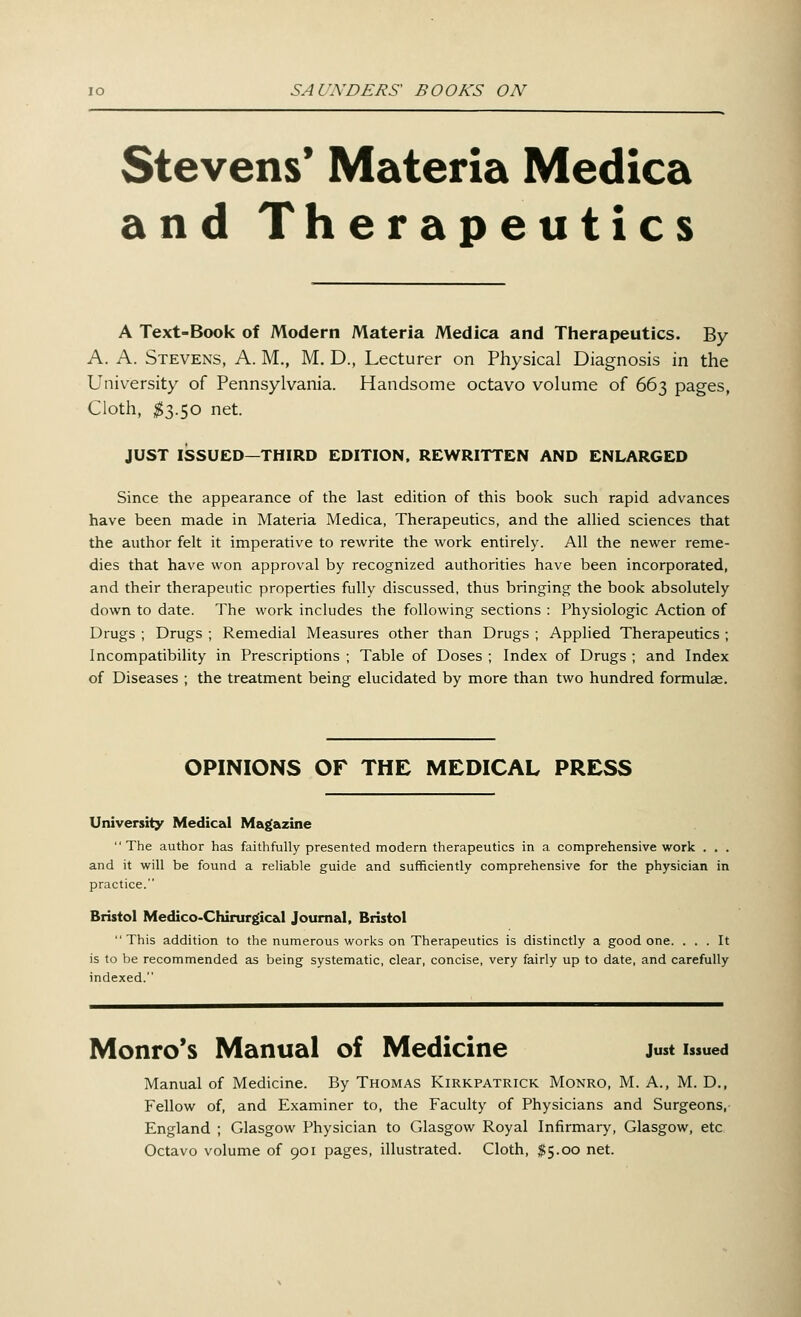 10 SAUNDERS' BOOKS ON
Stevens' Materia Medica
and Therapeutics
A Text-Book of Modern Materia Medica and Therapeutics. By
A. A. STEVENS, A. M., M. D., Lecturer on Physical Diagnosis in the
University of Pennsylvania. Handsome octavo volume of 663 pages,
Cloth, $3.50 net.
JUST ISSUED—THIRD EDITION, REWRITTEN AND ENLARGED
Since the appearance of the last edition of this book such rapid advances
have been made in Materia Medica, Therapeutics, and the allied sciences that
the author felt it imperative to rewrite the work entirely. All the newer reme-
dies that have won approval by recognized authorities have been incorporated,
and their therapeutic properties fully discussed, thus bringing the book absolutely
down to date. The work includes the following sections : Physiologic Action of
Drugs ; Drugs ; Remedial Measures other than Drugs ; Applied Therapeutics ;
Incompatibility in Prescriptions ; Table of Doses ; Index of Drugs ; and Index
of Diseases ; the treatment being elucidated by more than two hundred formulæ.
OPINIONS OF THE MEDICAL PRESS
University Medical Magazine
"The author has faithfully presented modern therapeutics in a comprehensive work . . .
and it will be found a reliable guide and sufficiently comprehensive for the physician in
practice."
Bristol Medico-Chirurgical Journal, Bristol
"This addition to the numerous works on Therapeutics is distinctly a good one. . . . It
is to be recommended as being systematic, clear, concise, very fairly up to date, and carefully
indexed."
Monro's Manual of Medicine Just Issued
Manual of Medicine. By THOMAS KIRKPATRICK MONRO, M. A., M. D.,
Fellow of, and Examiner to, the Faculty of Physicians and Surgeons,
England ; Glasgow Physician to Glasgow Royal Infirmary, Glasgow, etc
Octavo volume of 901 pages, illustrated. Cloth, $5.00 net.